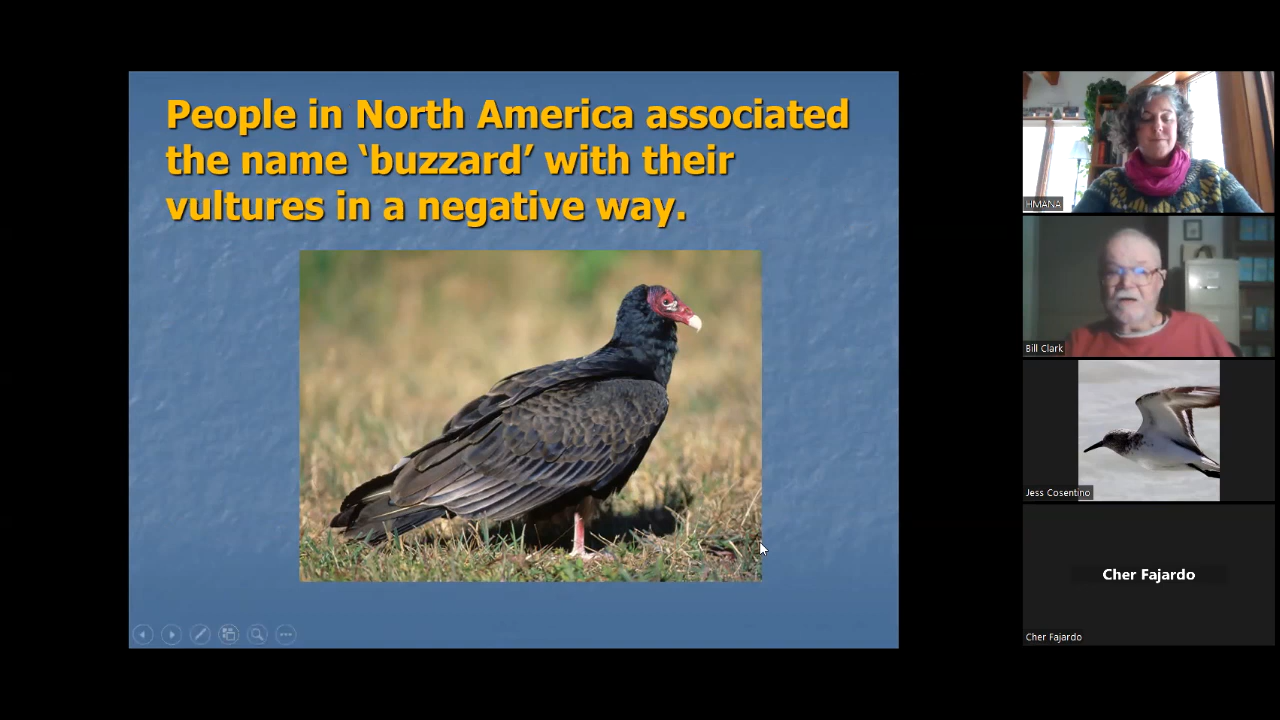 People in North America associated
the name ‘buzzard’ with their
vultures in a negative way.
HMANA
Bill Clark
Jess Cosentino
Cher Fajardo
Cher Fajardo